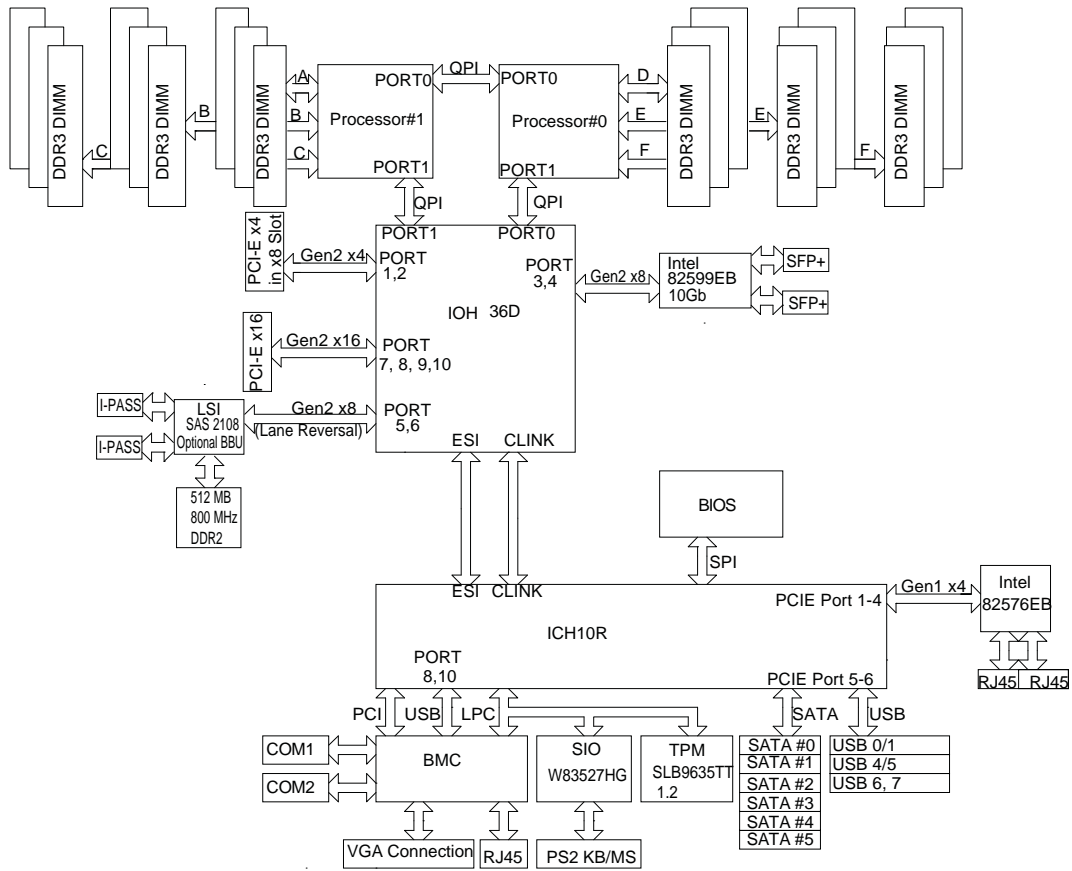 DDR3 DIMM
DDR3 DIMM
DDR3 DIMM
DDR3 DIMM
DDR3 DIMM
DDR3 DIMM
A
B
B
C
C
PORT0
Processor#1
PORT1
QPI
PORT0
Processor#0
PORT1
D
E
E
F
F
QPI
QPI
PORT1
PORT0
PCI-E x4
in x8 Slot
Gen2 x4
PORT
1,2
PORT
3,4
Gen2 x8
Intel
82599EB
10Gb
SFP+
SFP+
IOH 36D
PCI-E x16
Gen2 x16
PORT
7, 8, 9,10
I-PASS
I-PASS
LSI
SAS 2108
Optional BBU
Gen2 x8
(Lane Reversal)
PORT
5,6
ESI
CLINK
512 MB
800 MHz
DDR2
BIOS
SPI
ESI
CLINK
PCIE Port 1-4
Gen1 x4
Intel
82576EB
RJ45
RJ45
ICH10R
PORT
8,10
PCIE Port 5-6
PCI
USB
LPC
SATA
USB
COM1
COM2
BMC
SIO
W83527HG
TPM
SLB9635TT
1.2
SATA #0
SATA #1
SATA #2
SATA #3
SATA #4
SATA #5
USB 0/1
USB 4/5
USB 6, 7
VGA Connection
RJ45
PS2 KB/MS